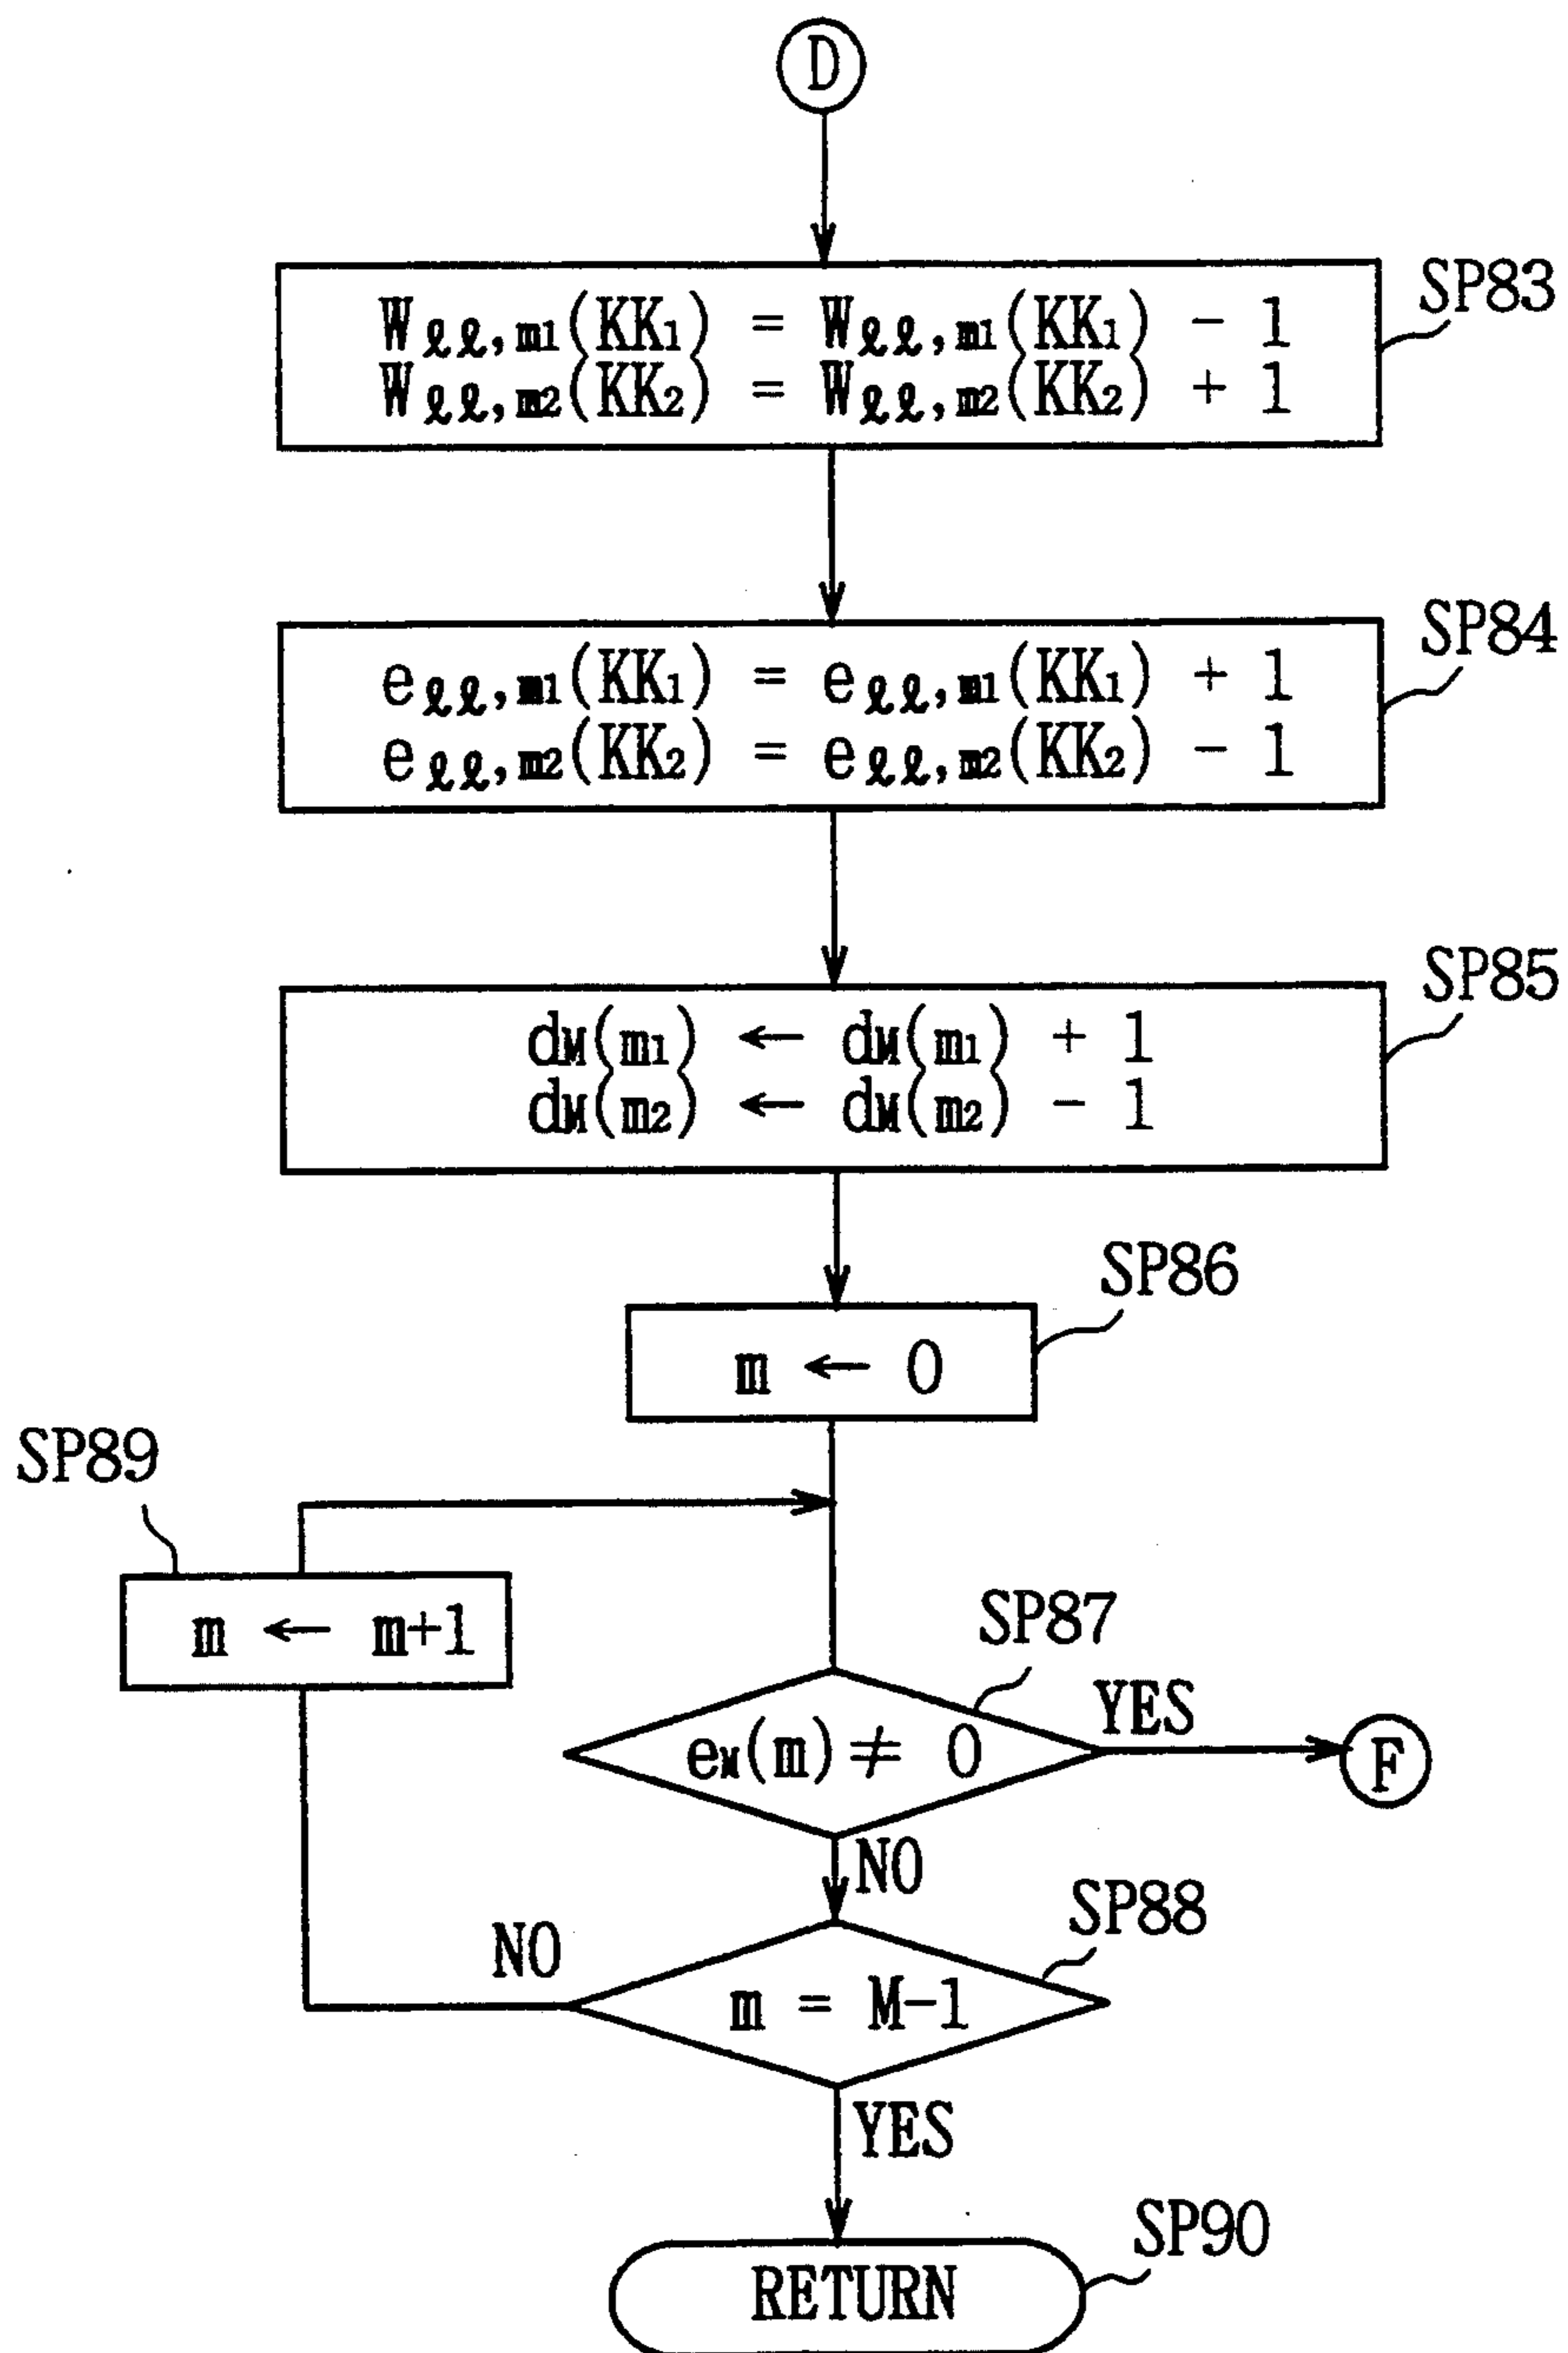 D
SP83
Wℓℓ,m1(KK1) = Wℓℓ,m1(KK1) - 1
Wℓℓ,m2(KK2) = Wℓℓ,m2(KK2) + 1
SP84
eℓℓ,m1(KK1) = eℓℓ,m1(KK1) + 1
eℓℓ,m2(KK2) = eℓℓ,m2(KK2) - 1
SP85
dM(m1) ← dM(m1) + 1
dM(m2) ← dM(m2) - 1
SP86
m ← 0
SP89
m ← m+1
SP87
eM(m) ≠ 0
YES
F
NO
SP88
NO
m = M-1
YES
SP90
RETURN